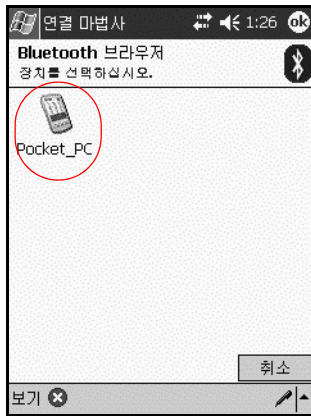 연결 마법사 1:26 ok
Bluetooth 브라우저
장치를 선택하십시오.
Pocket_PC
취소
보기